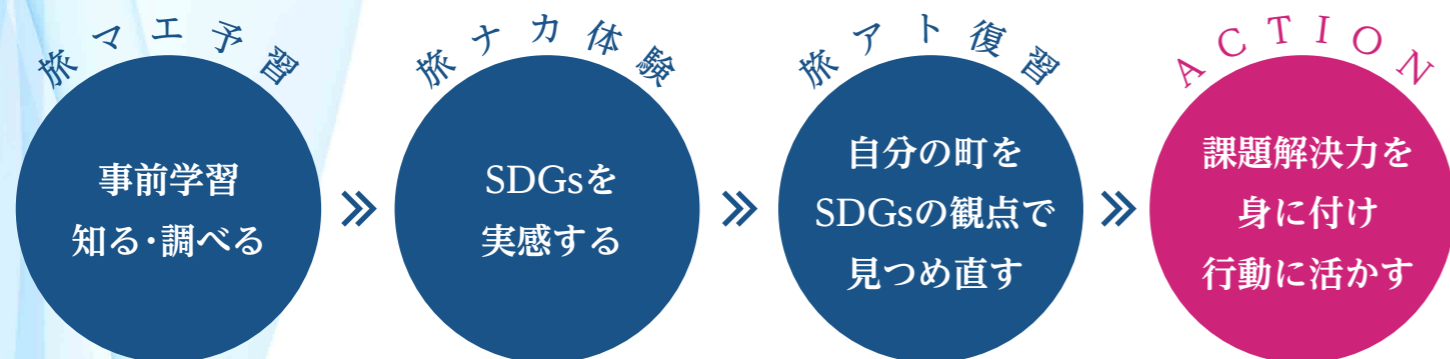 旅マエ予習
事前学習
知る・調べる
旅ナカ体験
SDGsを
実感する
旅アト復習
自分の町を
SDGsの観点で
見つめ直す
ACTION
課題解決力を
身に付け
行動に活かす